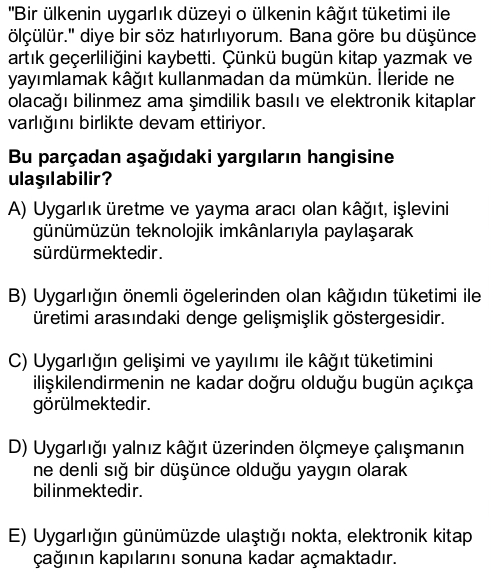 "Bir ülkenin uygarlık düzeyi o ülkenin kâğıt tüketimi ile
ölçülür." diye bir söz hatırlıyorum. Bana göre bu düşünce
artık geçerliliğini kaybetti. Çünkü bugün kitap yazmak ve
yayımlamak kâğıt kullanmadan da mümkün. İleride ne
olacağı bilinmez ama şimdilik basılı ve elektronik kitaplar
varlığını birlikte devam ettiriyor.
Bu parçadan aşağıdaki yargıların hangisine
ulaşılabilir?
A) Uygarlık üretme ve yayma aracı olan kâğıt, işlevini
günümüzün teknolojik imkânlarıyla paylaşarak
sürdürmektedir.
B) Uygarlığın önemli ögelerinden olan kâğıdın tüketimi ile
üretimi arasındaki denge gelişmişlik göstergesidir.
C) Uygarlığın gelişimi ve yayılımı ile kâğıt tüketimini
ilişkilendirmenin ne kadar doğru olduğu bugün açıkça
görülmektedir.
D) Uygarlığı yalnız kâğıt üzerinden ölçmeye çalışmanın
ne denli sığ bir düşünce olduğu yaygın olarak
bilinmektedir.
E) Uygarlığın günümüzde ulaştığı nokta, elektronik kitap
çağının kapılarını sonuna kadar açmaktadır.